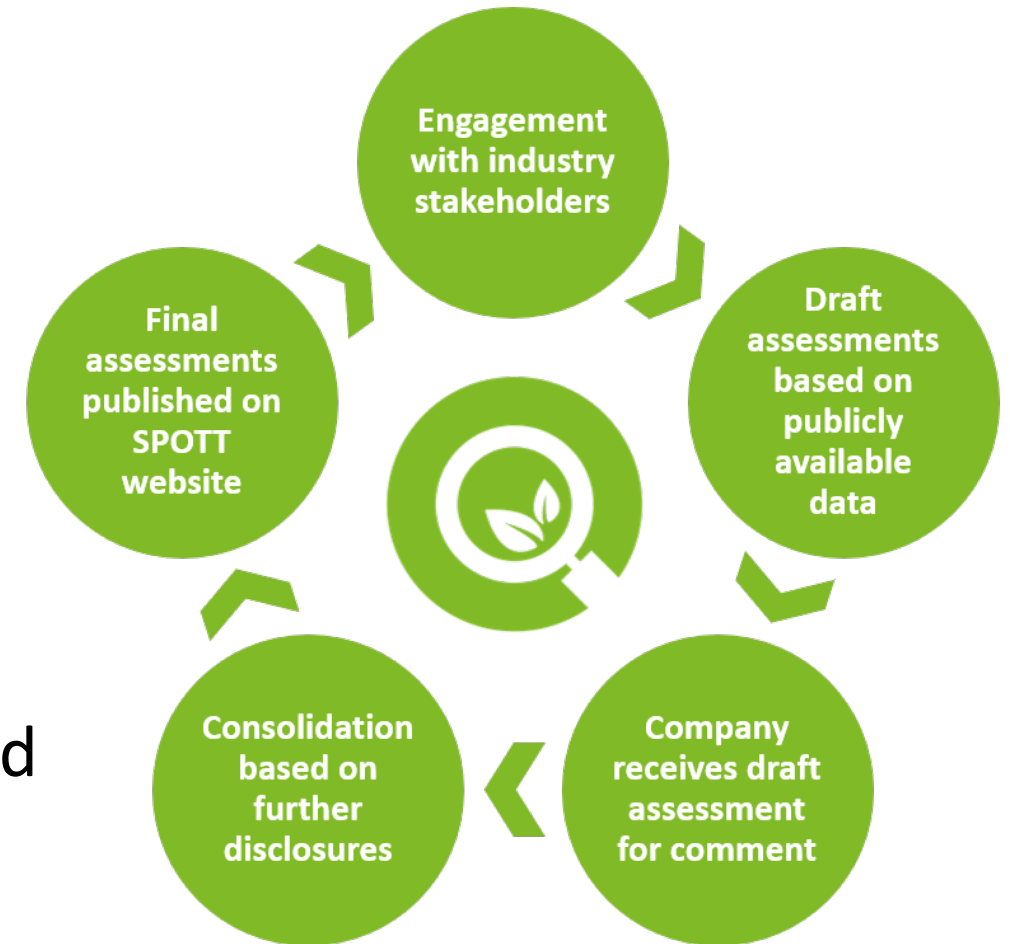 Engagement
with industry
stakeholders
Draft
assessments
based on
publicly
available
data
Company
receives draft
assessment
for comment
Consolidation
based on
further
disclosures
Final
assessments
published on
SPOTT
website
d